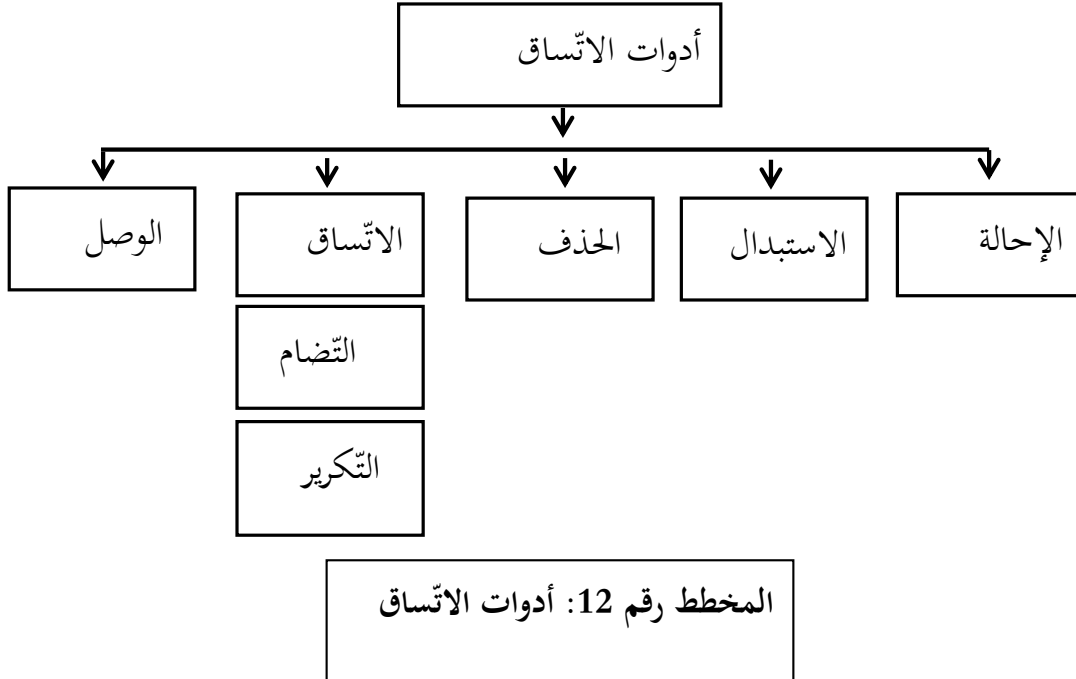 أدوات الاتّساق
الإحالة
الاستبدال
الحذف
الاتّساق
الوصل
التّضام
التّكرير
المخطط رقم 12: أدوات الاتّساق